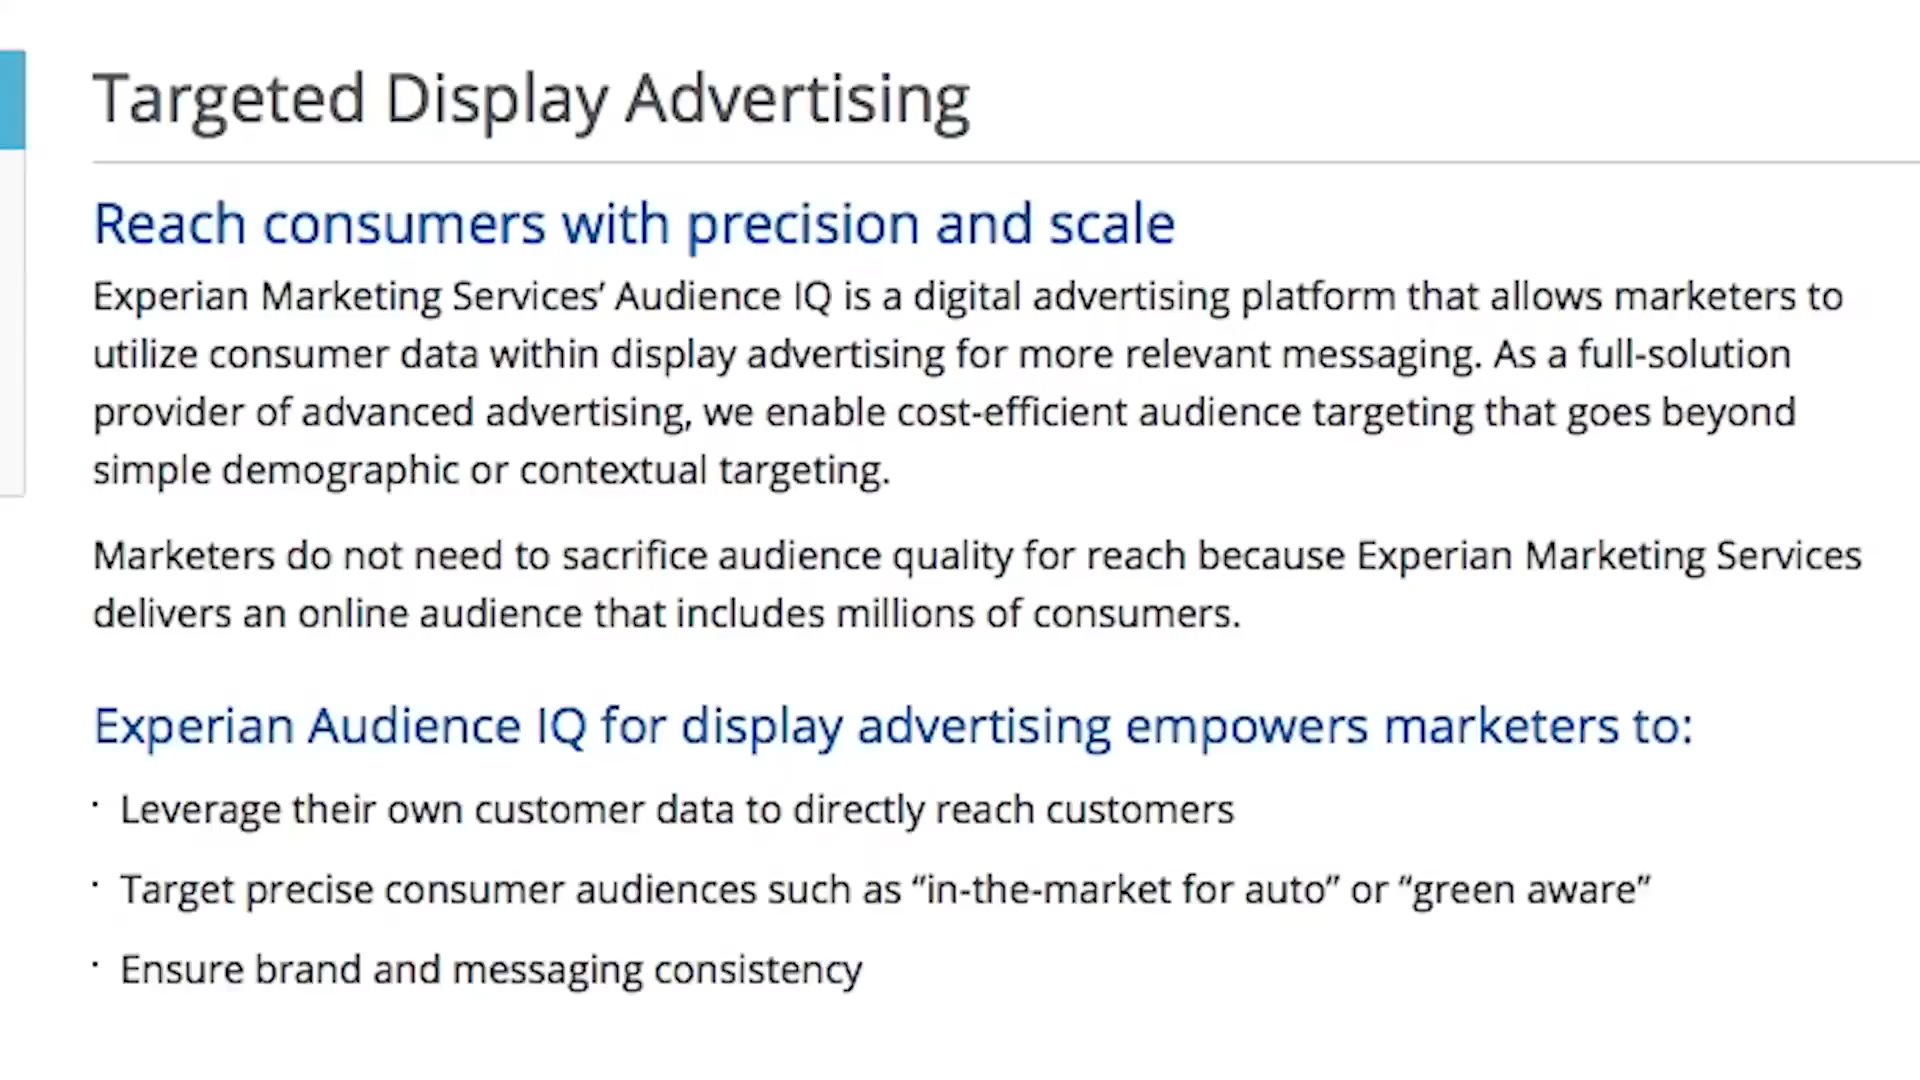 Targeted Display Advertising
Reach consumers with precision and scale
Experian Marketing Services’ Audience IQ is a digital advertising platform that allows marketers to
utilize consumer data within display advertising for more relevant messaging. As a full-solution
provider of advanced advertising, we enable cost-efficient audience targeting that goes beyond
simple demographic or contextual targeting.
Marketers do not need to sacrifice audience quality for reach because Experian Marketing Services
delivers an online audience that includes millions of consumers.
Experian Audience IQ for display advertising empowers marketers to:
· Leverage their own customer data to directly reach customers
· Target precise consumer audiences such as “in-the-market for auto” or “green aware”
· Ensure brand and messaging consistency